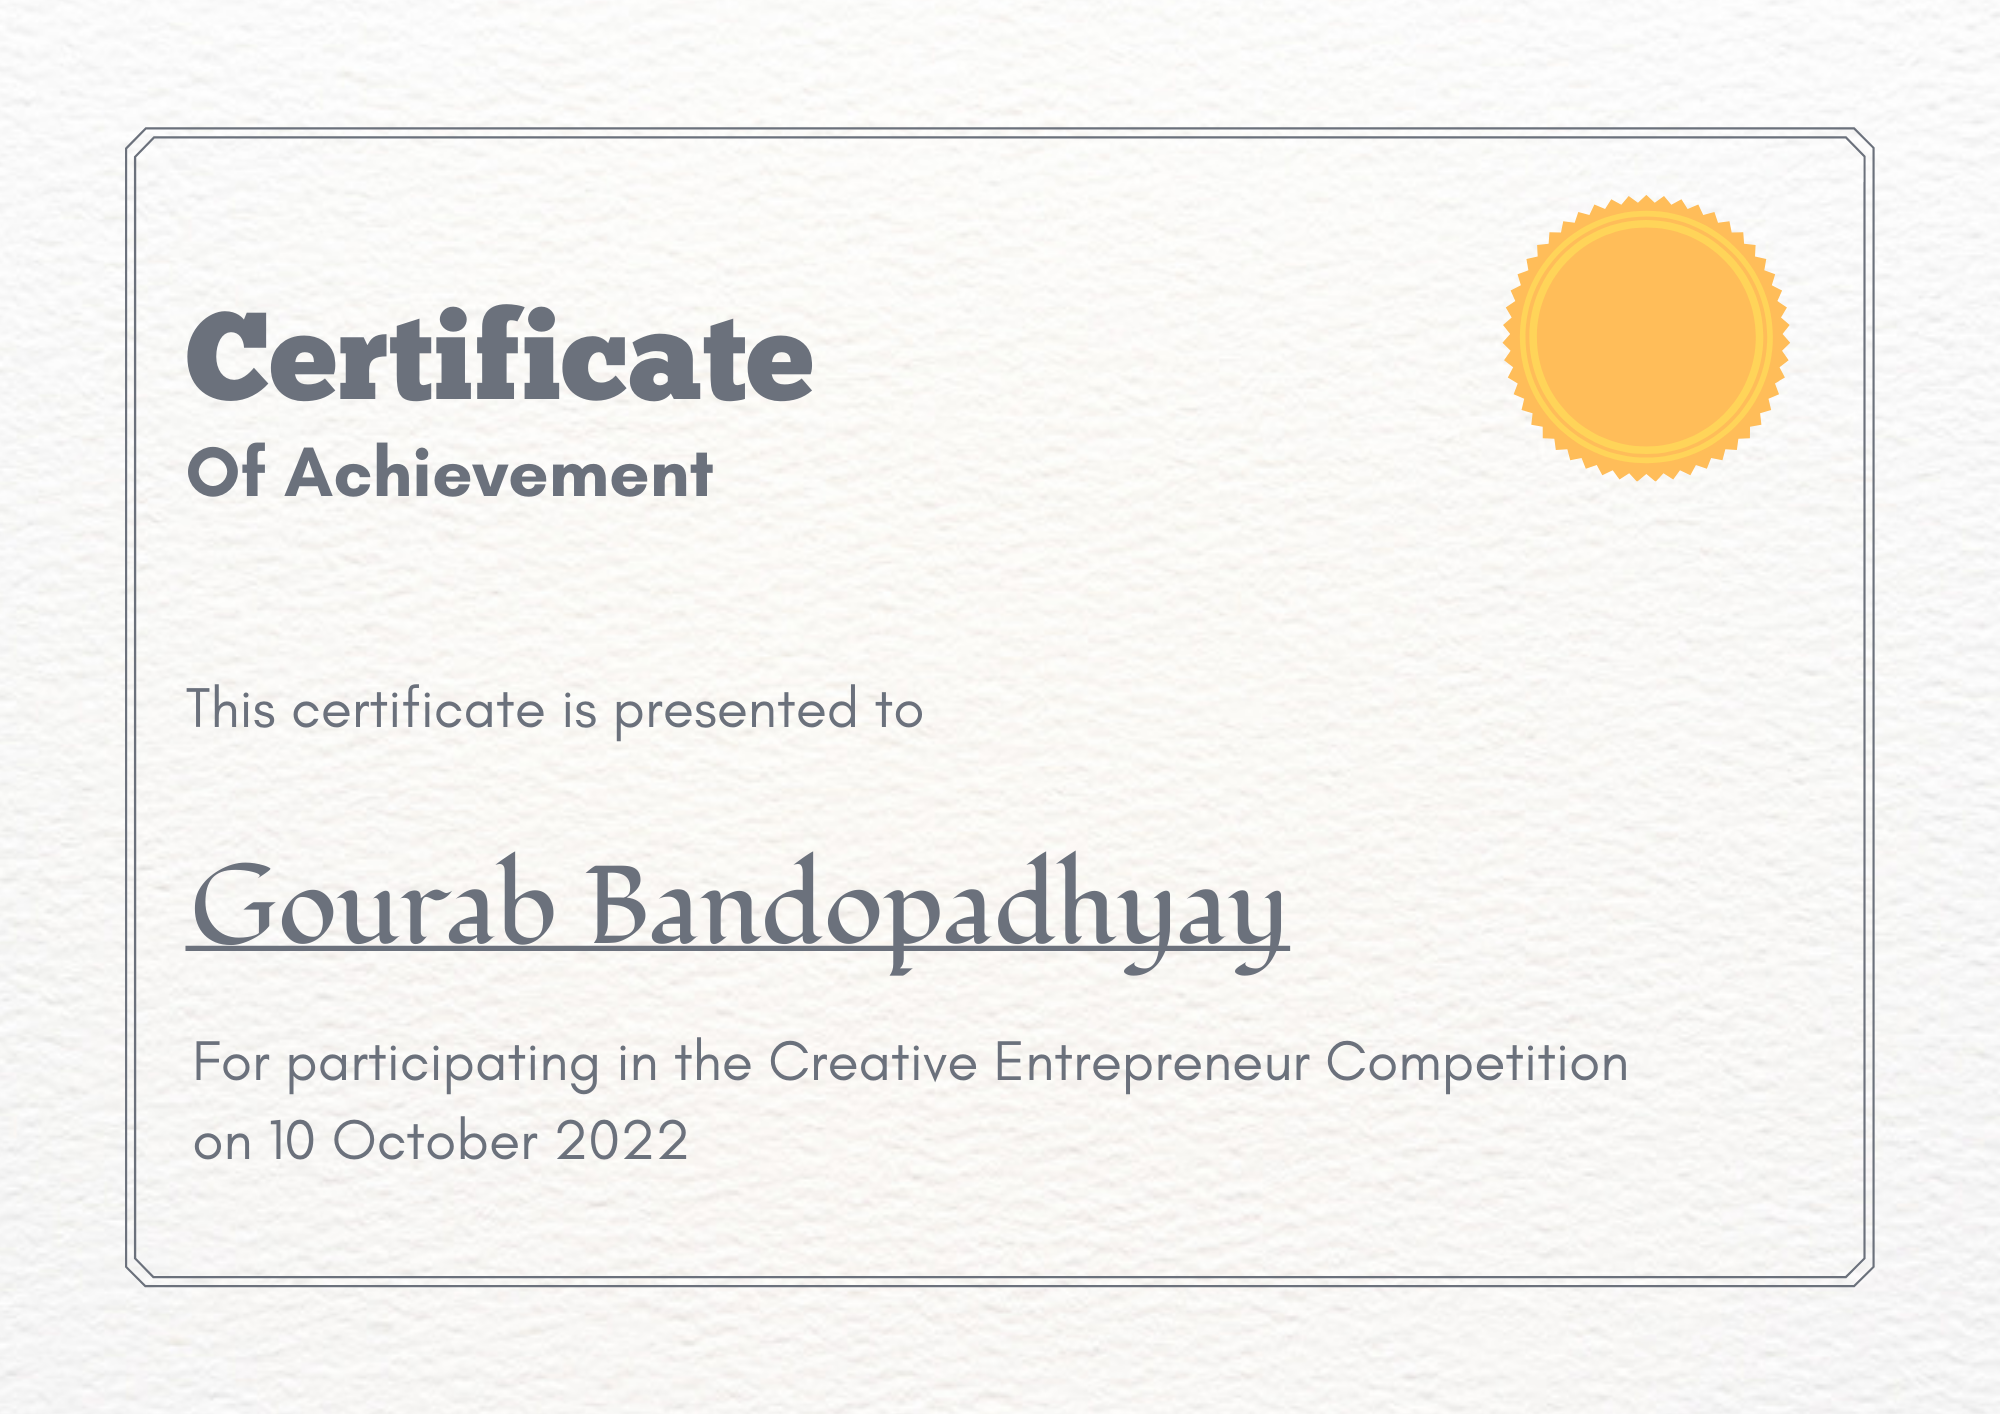 Certificate
Of Achievement
This certificate is presented to
Gourab Bandopadhyay
For participating in the Creative Entrepreneur Competition
on 10 October 2022